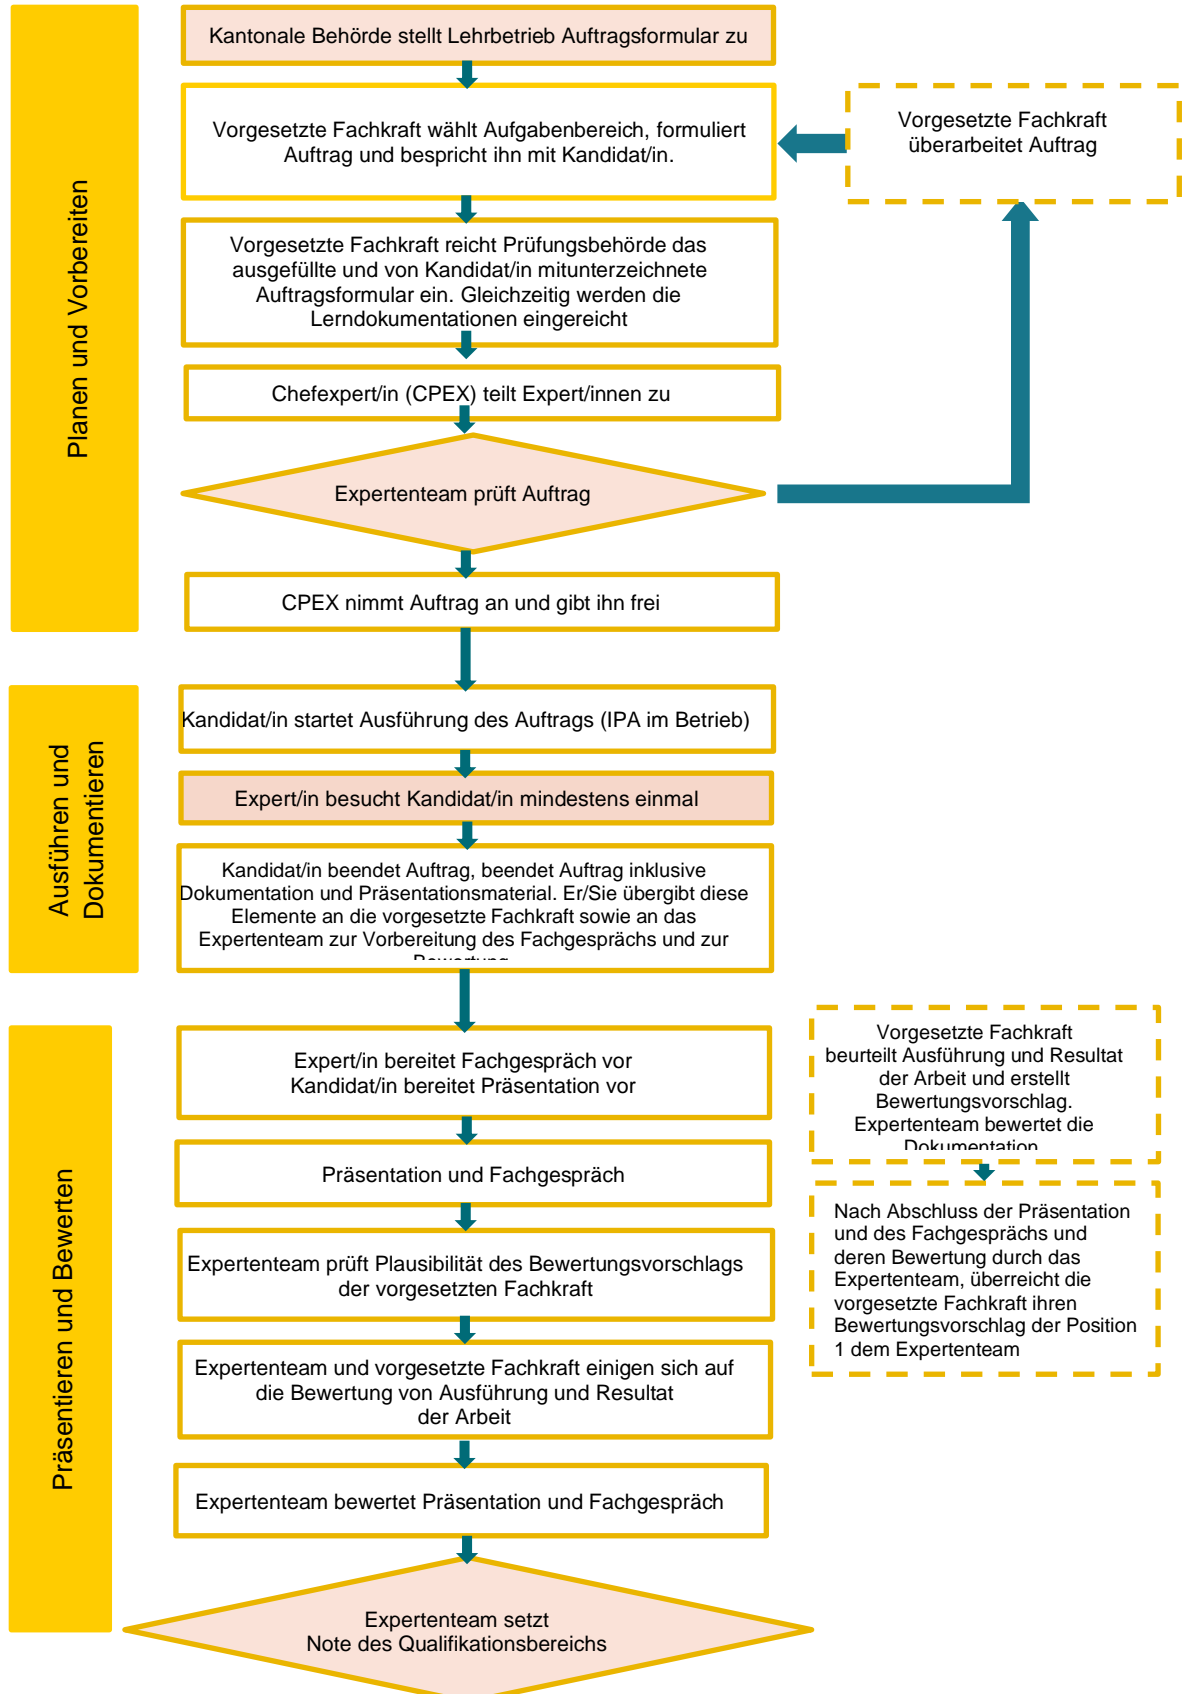 Planen und Vorbereiten
Kantonale Behörde stellt Lehrbetrieb Auftragsformular zu
Vorgesetzte Fachkraft wählt Aufgabenbereich, formuliert
Auftrag und bespricht ihn mit Kandidat/in.
Vorgesetzte Fachkraft
überarbeitet Auftrag
Vorgesetzte Fachkraft reicht Prüfungsbehörde das
ausgefüllte und von Kandidat/in mitunterzeichnete
Auftragsformular ein. Gleichzeitig werden die
Lerndokumentationen eingereicht
Chefexpert/in (CPEX) teilt Expert/innen zu
Expertenteam prüft Auftrag
CPEX nimmt Auftrag an und gibt ihn frei
Ausführen und
Dokumentieren
Kandidat/in startet Ausführung des Auftrags (IPA im Betrieb)
Expert/in besucht Kandidat/in mindestens einmal
Kandidat/in beendet Auftrag, beendet Auftrag inklusive
Dokumentation und Präsentationsmaterial. Er/Sie übergibt diese
Elemente an die vorgesetzte Fachkraft sowie an das
Expertenteam zur Vorbereitung des Fachgesprächs und zur
Bewertung
Präsentieren und Bewerten
Expert/in bereitet Fachgespräch vor
Kandidat/in bereitet Präsentation vor
Präsentation und Fachgespräch
Expertenteam prüft Plausibilität des Bewertungsvorschlags
der vorgesetzten Fachkraft
Expertenteam und vorgesetzte Fachkraft einigen sich auf
die Bewertung von Ausführung und Resultat
der Arbeit
Expertenteam bewertet Präsentation und Fachgespräch
Expertenteam setzt
Note des Qualifikationsbereichs
Vorgesetzte Fachkraft
beurteilt Ausführung und Resultat
der Arbeit und erstellt
Bewertungsvorschlag.
Expertenteam bewertet die
Dokumentation
Nach Abschluss der Präsentation
und des Fachgesprächs und
deren Bewertung durch das
Expertenteam, überreicht die
vorgesetzte Fachkraft ihren
Bewertungsvorschlag der Position
1 dem Expertenteam